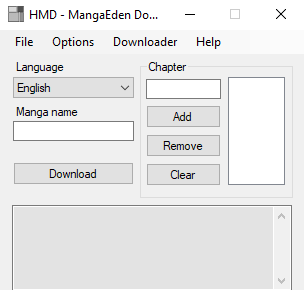 HMD - MangaEden Do...
File Options Downloader Help
Language
English
Manga name
Download
Chapter
Add
Remove
Clear